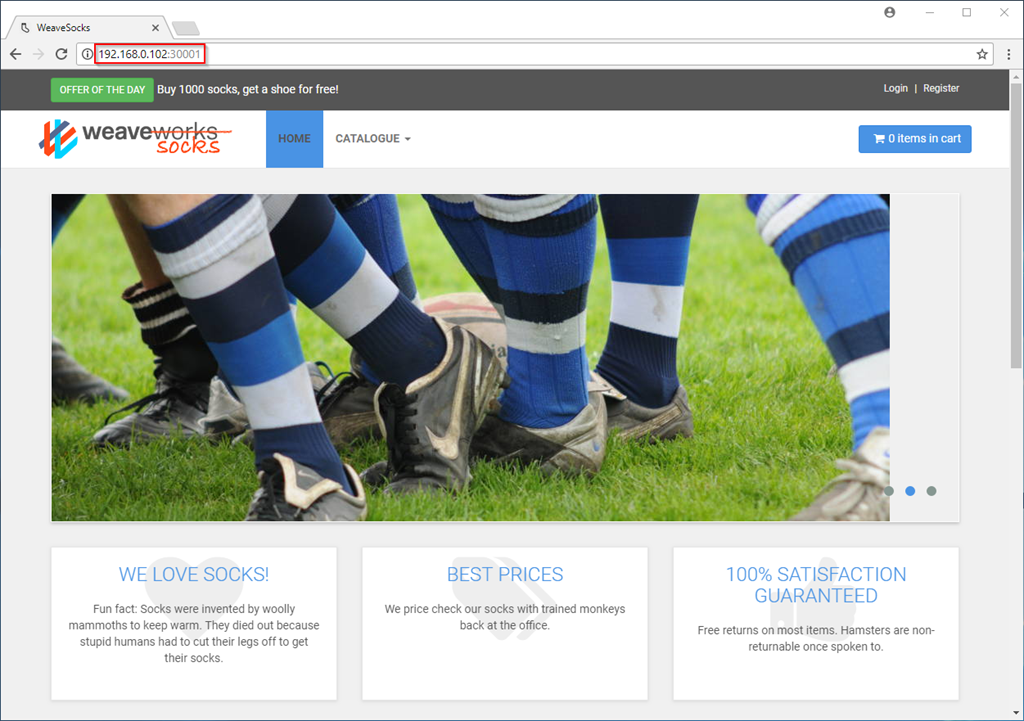 WeaveSocks
192.168.0.102:30001
OFFER OF THE DAY Buy 1000 socks, get a shoe for free!
Login | Register
weaveworks
socks
HOME
CATALOGUE
0 items in cart
WE LOVE SOCKS!
Fun fact: Socks were invented by woolly
mammoths to keep warm. They died out because
stupid humans had to cut their legs off to get
their socks.
BEST PRICES
We price check our socks with trained monkeys
back at the office.
100% SATISFACTION
GUARANTEED
Free returns on most items. Hamsters are non-
returnable once spoken to.